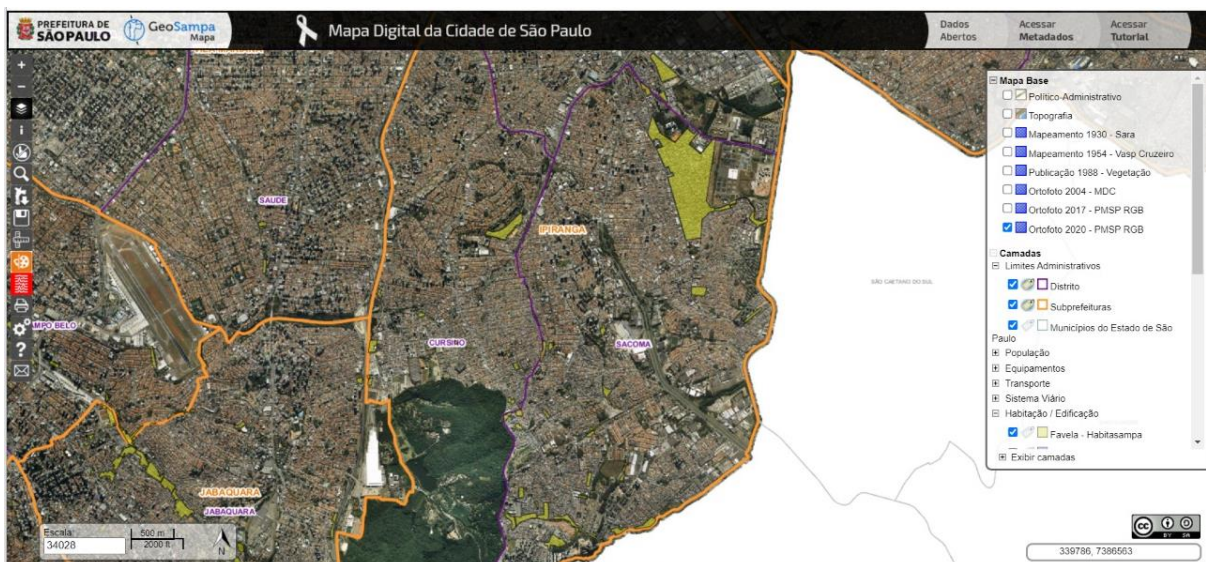 PREFEITURA DE
SÃO PAULO
GeoSampa
Mapa
Mapa Digital da Cidade de São Paulo
Dados
Abertos
Acessar
Metadados
Acessar
Tutorial
Mapa Base
Político-Administrativo
Topografia
Mapeamento 1930 - Sara
Mapeamento 1954 - Vasp Cruzeiro
Publicação 1988 - Vegetação
Ortofoto 2004 - MDC
Ortofoto 2017 - PMSP RGB
Ortofoto 2020 - PMSP RGB
Camadas
Limites Administrativos
Distrito
Subprefeituras
Municípios do Estado de São
Paulo
População
Equipamentos
Transporte
Sistema Viário
Habitação / Edificação
Favela - Habitasampa
Exibir camadas
SAUDE
IPIRANGA
SÃO CAETANO DO SUL
AMPO BELO
CURSINO
SACOMA
JABAQUARA
JABAQUARA
Escala:
34028
500 m
2000 ft
N
CC
BY SA
339786, 7386563